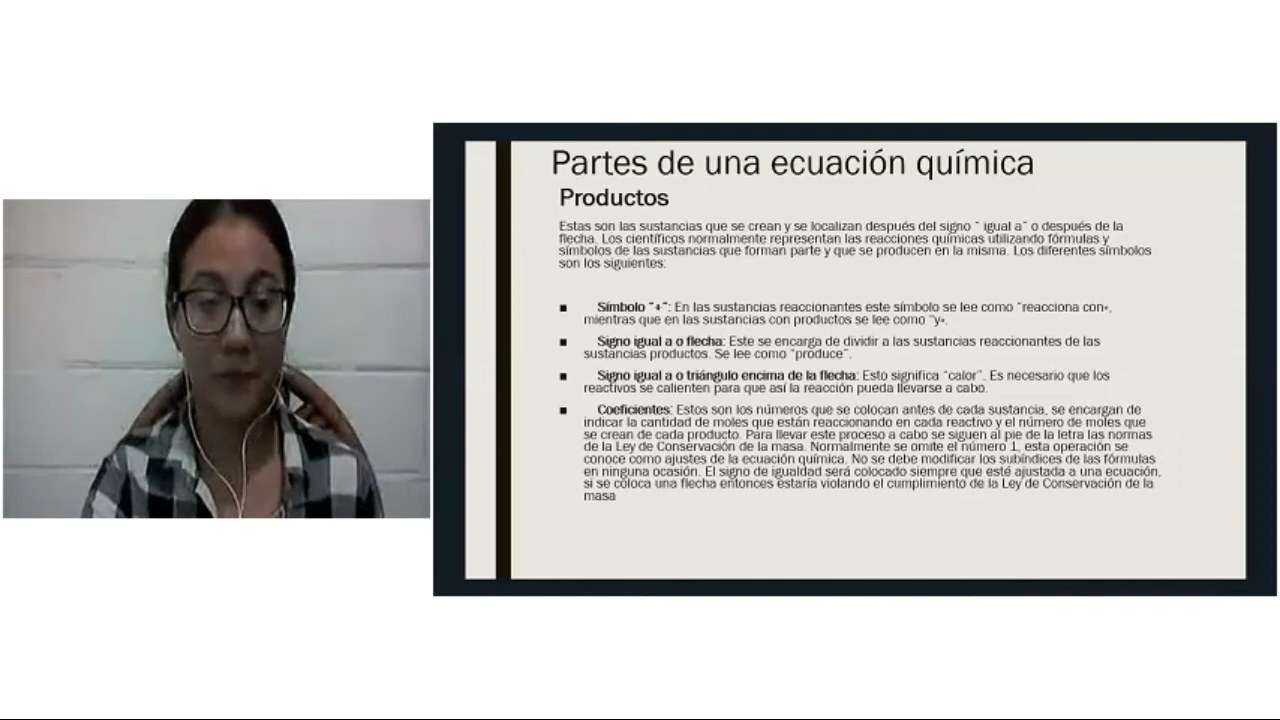 Partes de una ecuación química
Productos
Estas son las sustancias que se crean y se localizan después del signo " igual a" o después de la
flecha. Los científicos normalmente representan las reacciones químicas utilizando fórmulas y
símbolos de las sustancias que forman parte y que se producen en la misma. Los diferentes símbolos
son los siguientes:
■ Símbolo "+": En las sustancias reaccionantes este símbolo se lee como "reacciona con«,
mientras que en las sustancias con productos se lee como "y«.
■ Signo igual a o flecha: Este se encarga de dividir a las sustancias reaccionantes de las
sustancias productos. Se lee como "produce".
■ Signo igual a o triángulo encima de la flecha: Esto significa "calor". Es necesario que los
reactivos se calienten para que así la reacción pueda llevarse a cabo.
■ Coeficientes: Estos son los números que se colocan antes de cada sustancia, se encargan de
indicar la cantidad de moles que están reaccionando en cada reactivo y el número de moles que
se crean de cada producto. Para llevar este proceso a cabo se siguen al pie de la letra las normas
de la Ley de Conservación de la masa. Normalmente se omite el número 1, esta operación se
conoce como ajustes de la ecuación química. No se debe modificar los subíndices de las fórmulas
en ninguna ocasión. El signo de igualdad será colocado siempre que esté ajustada a una ecuación,
si se coloca una flecha entonces estaría violando el cumplimiento de la Ley de Conservación de la
masa